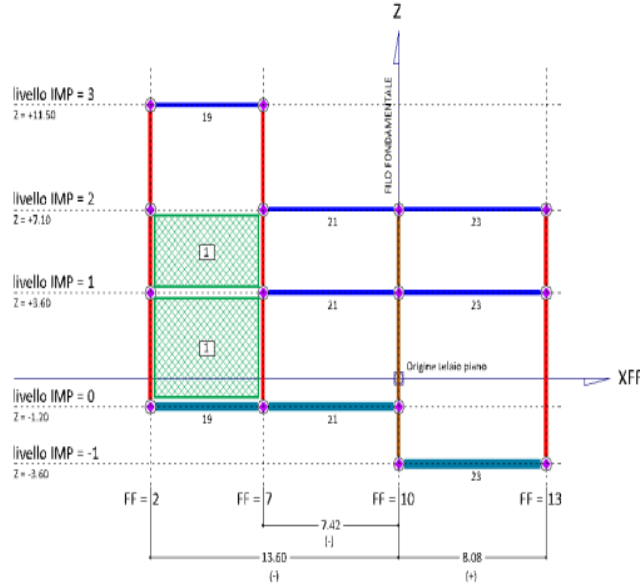 Z
FILO FONDAMENTALE
livello IMP = 3
Z = +11.50
19
livello IMP = 2
Z = +7.10
21
23
1
livello IMP = 1
Z = +3.60
21
23
1
Origine telaio piano
XFF
livello IMP = 0
Z = -1.20
19
21
livello IMP = -1
Z = -3.60
23
FF = 2
FF = 7
FF = 10
FF = 13
7.42
(-)
13.60
8.08
(-)
(+)